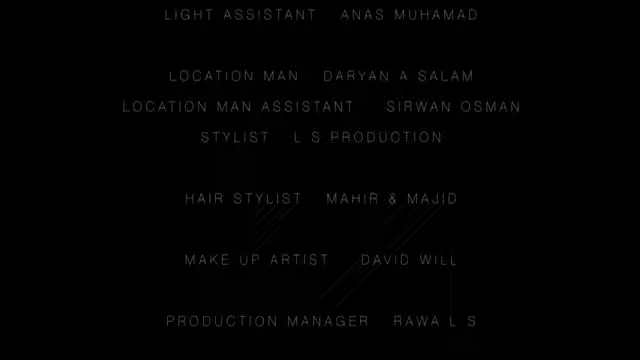 LIGHT ASSISTANT ANAS MUHAMAD
LOCATION MAN DARYAN A SALAM
LOCATION MAN ASSISTANT SIRWAN OSMAN
STYLIST L S PRODUCTION
HAIR STYLIST MAHIR & MAJID
MAKE UP ARTIST DAVID WILL
PRODUCTION MANAGER RAWA L S